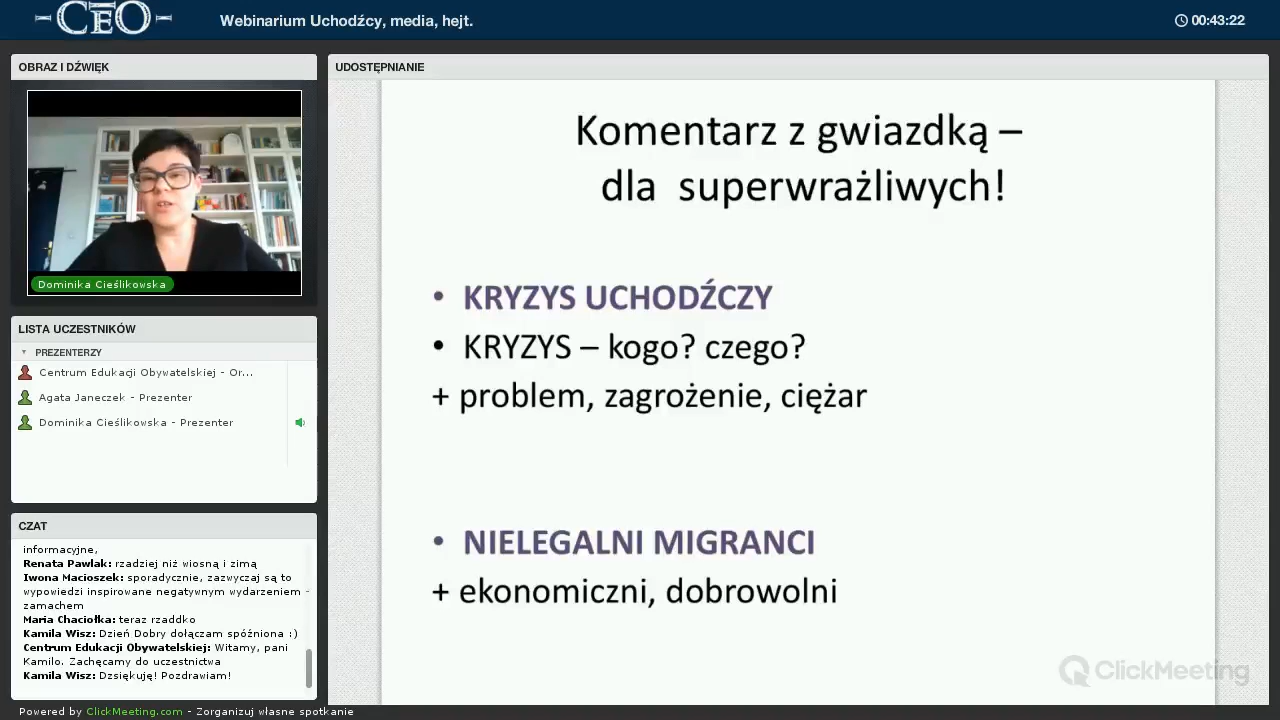 CEO
Webinarium Uchodźcy, media, hejt.
00:43:22
OBRAZ I DŹWIĘK
Dominika Cieślikowska
LISTA UCZESTNIKÓW
PREZENTERZY
Centrum Edukacji Obywatelskiej - Or...
Agata Janeczek - Prezenter
Dominika Cieślikowska - Prezenter
CZAT
informacyjne,
Renata Pawlak: rzadziej niż wiosną i zimą
Iwona Macioszek: sporadycznie, zazwyczaj są to
wypowiedzi inspirowane negatywnym wydarzeniem -
zamachem
Maria Chaciołka: teraz rzaddko
Kamila Wisz: Dzień Dobry dołączam spóźniona :)
Centrum Edukacji Obywatelskiej: Witamy, pani
Kamilo. Zachęcamy do uczestnictwa
Kamila Wisz: Dzsiękuję! Pozdrawiam!
UDOSTĘPNIANIE
Komentarz z gwiazdką –
dla superwrażliwych!
• KRYZYS UCHODŹCZY
• KRYZYS – kogo? czego?
+ problem, zagrożenie, ciężar
• NIELEGALNI MIGRANCI
+ ekonomiczni, dobrowolni
ClickMeeting
Powered by ClickMeeting.com - Zorganizuj własne spotkanie